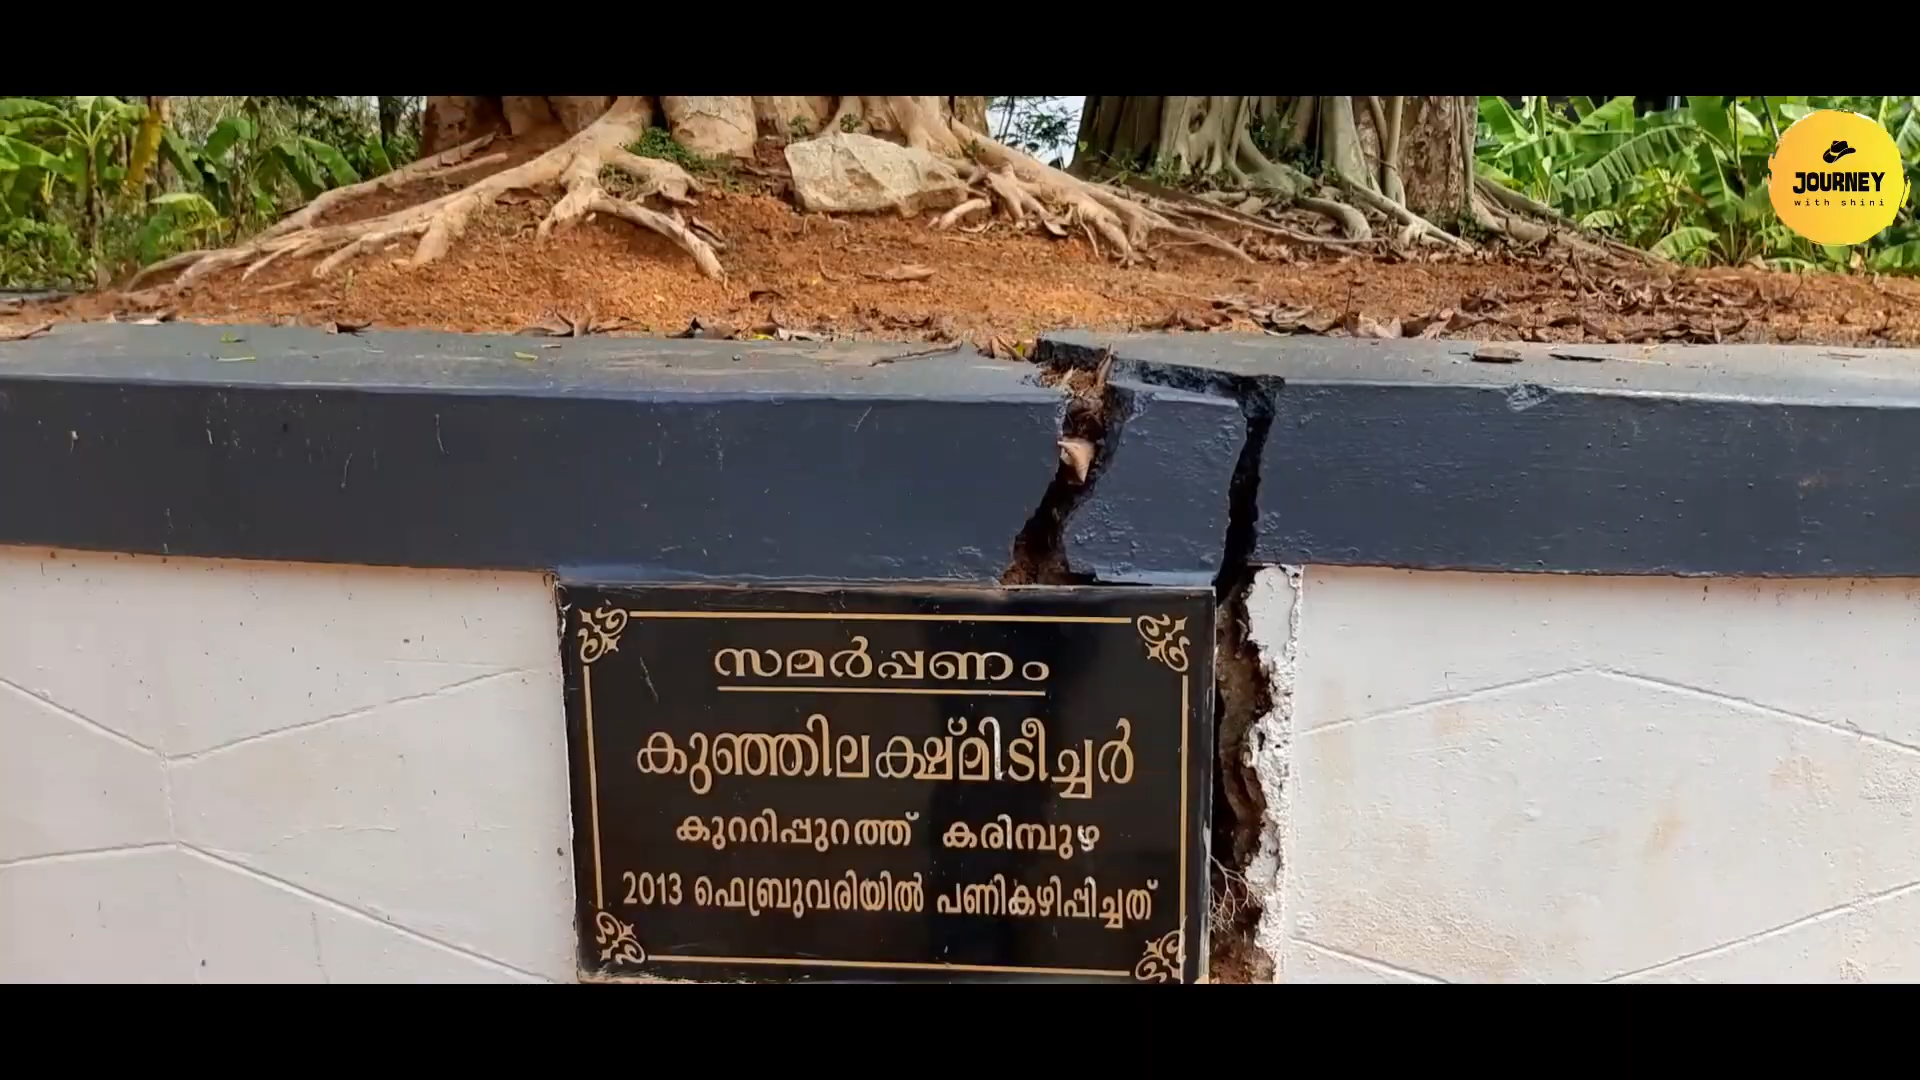 JOURNEY
with shini
സമർപ്പണം
കുഞ്ഞിലക്ഷ്മിടീച്ചർ
കുററിപ്പുറത്ത് കരിമ്പുഴ
2013 ഫെബ്രുവരിയിൽ പണികഴിപ്പിച്ചത്